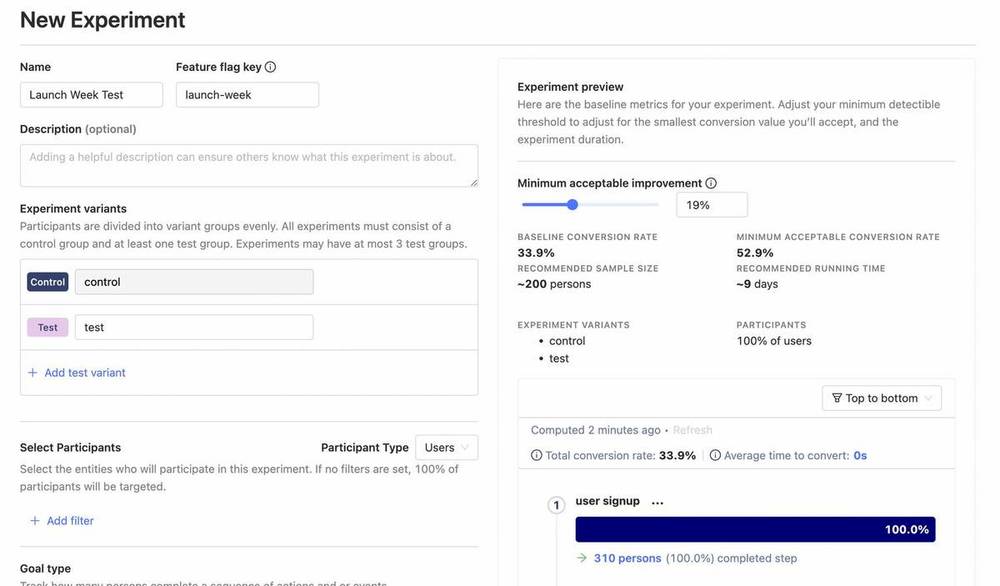 New Experiment
Name
Feature flag key
Launch Week Test
launch-week
Description (optional)
Adding a helpful description can ensure others know what this experiment is about.
Experiment variants
Participants are divided into variant groups evenly. All experiments must consist of a
control group and at least one test group. Experiments may have at most 3 test groups.
Control
control
Test
test
+ Add test variant
Select Participants
Participant Type
Users
Select the entities who will participate in this experiment. If no filters are set, 100% of
participants will be targeted.
+ Add filter
Goal type
Track how many persons complete a sequence of actions and or events
Experiment preview
Here are the baseline metrics for your experiment. Adjust your minimum detectible
threshold to adjust for the smallest conversion value you'll accept, and the
experiment duration.
Minimum acceptable improvement
19%
BASELINE CONVERSION RATE
33.9%
MINIMUM ACCEPTABLE CONVERSION RATE
52.9%
RECOMMENDED SAMPLE SIZE
~200 persons
RECOMMENDED RUNNING TIME
~9 days
EXPERIMENT VARIANTS
• control
• test
PARTICIPANTS
100% of users
Top to bottom
Computed 2 minutes ago • Refresh
Total conversion rate: 33.9%
Average time to convert: 0s
1
user signup ...
100.0%
→ 310 persons (100.0%) completed step